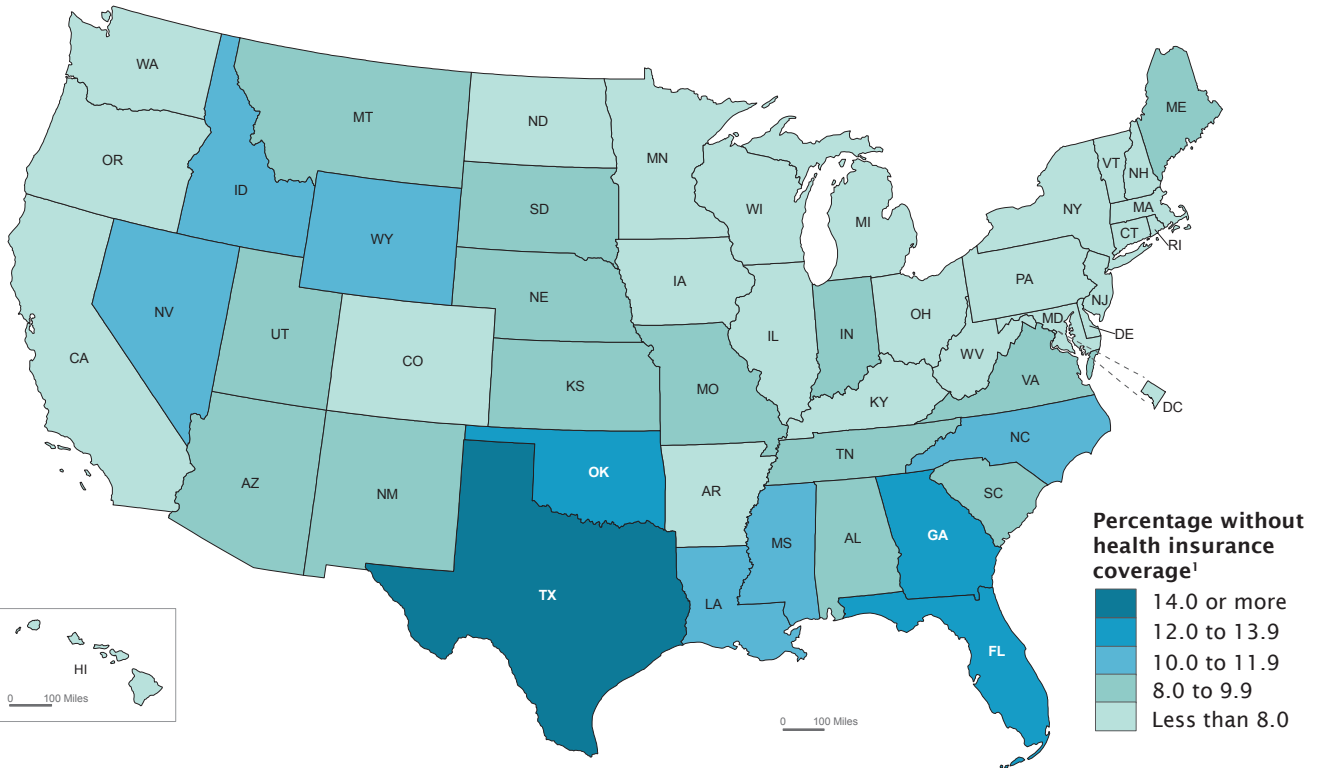 WA
MT
ND
MN
ME
OR
ID
SD
WI
MI
VT
NH
NY
MA
CT
RI
WY
NV
UT
CO
NE
IA
IL
IN
OH
PA
NJ
MD
DE
DC
WV
VA
CA
KS
MO
KY
AZ
NM
OK
AR
TN
NC
SC
MS
AL
GA
TX
LA
FL
HI
0 100 Miles
0 100 Miles
Percentage without
health insurance
coverage¹
14.0 or more
12.0 to 13.9
10.0 to 11.9
8.0 to 9.9
Less than 8.0